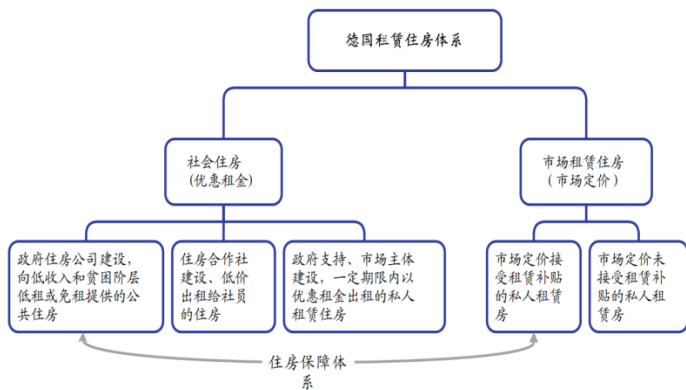 德国租赁住房体系
社会住房
(优惠租金)
市场租赁住房
（市场定价）
政府住房公司建设，
向低收入和贫困阶层
低租或免租提供的公
共住房
住房合作社
建设、低价
出租给社员
的住房
政府支持、市场主体
建设，一定期限内以
优惠租金出租的私人
租赁住房
市场定价接
受租赁补贴
的私人租赁
房
市场定价未
接受租赁补
贴的私人租
赁房
住房保障体
系